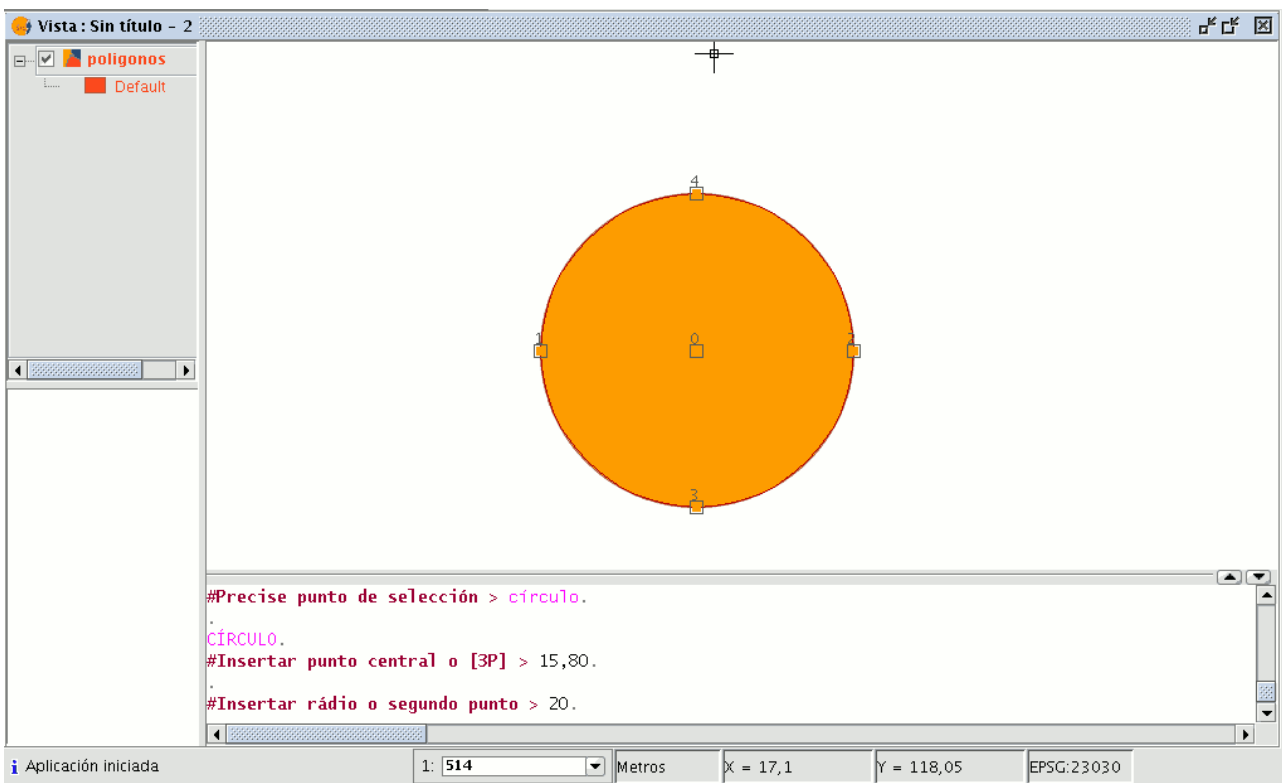 Vista : Sin título - 2
poligonos
Default
4
1
0
2
3
#Precise punto de selección > círculo.
.
CÍRCULO.
#Insertar punto central o [3P] > 15,80.
.
#Insertar rádio o segundo punto > 20.
Aplicación iniciada
1: 514
Metros
X = 17,1
Y = 118,05
EPSG:23030